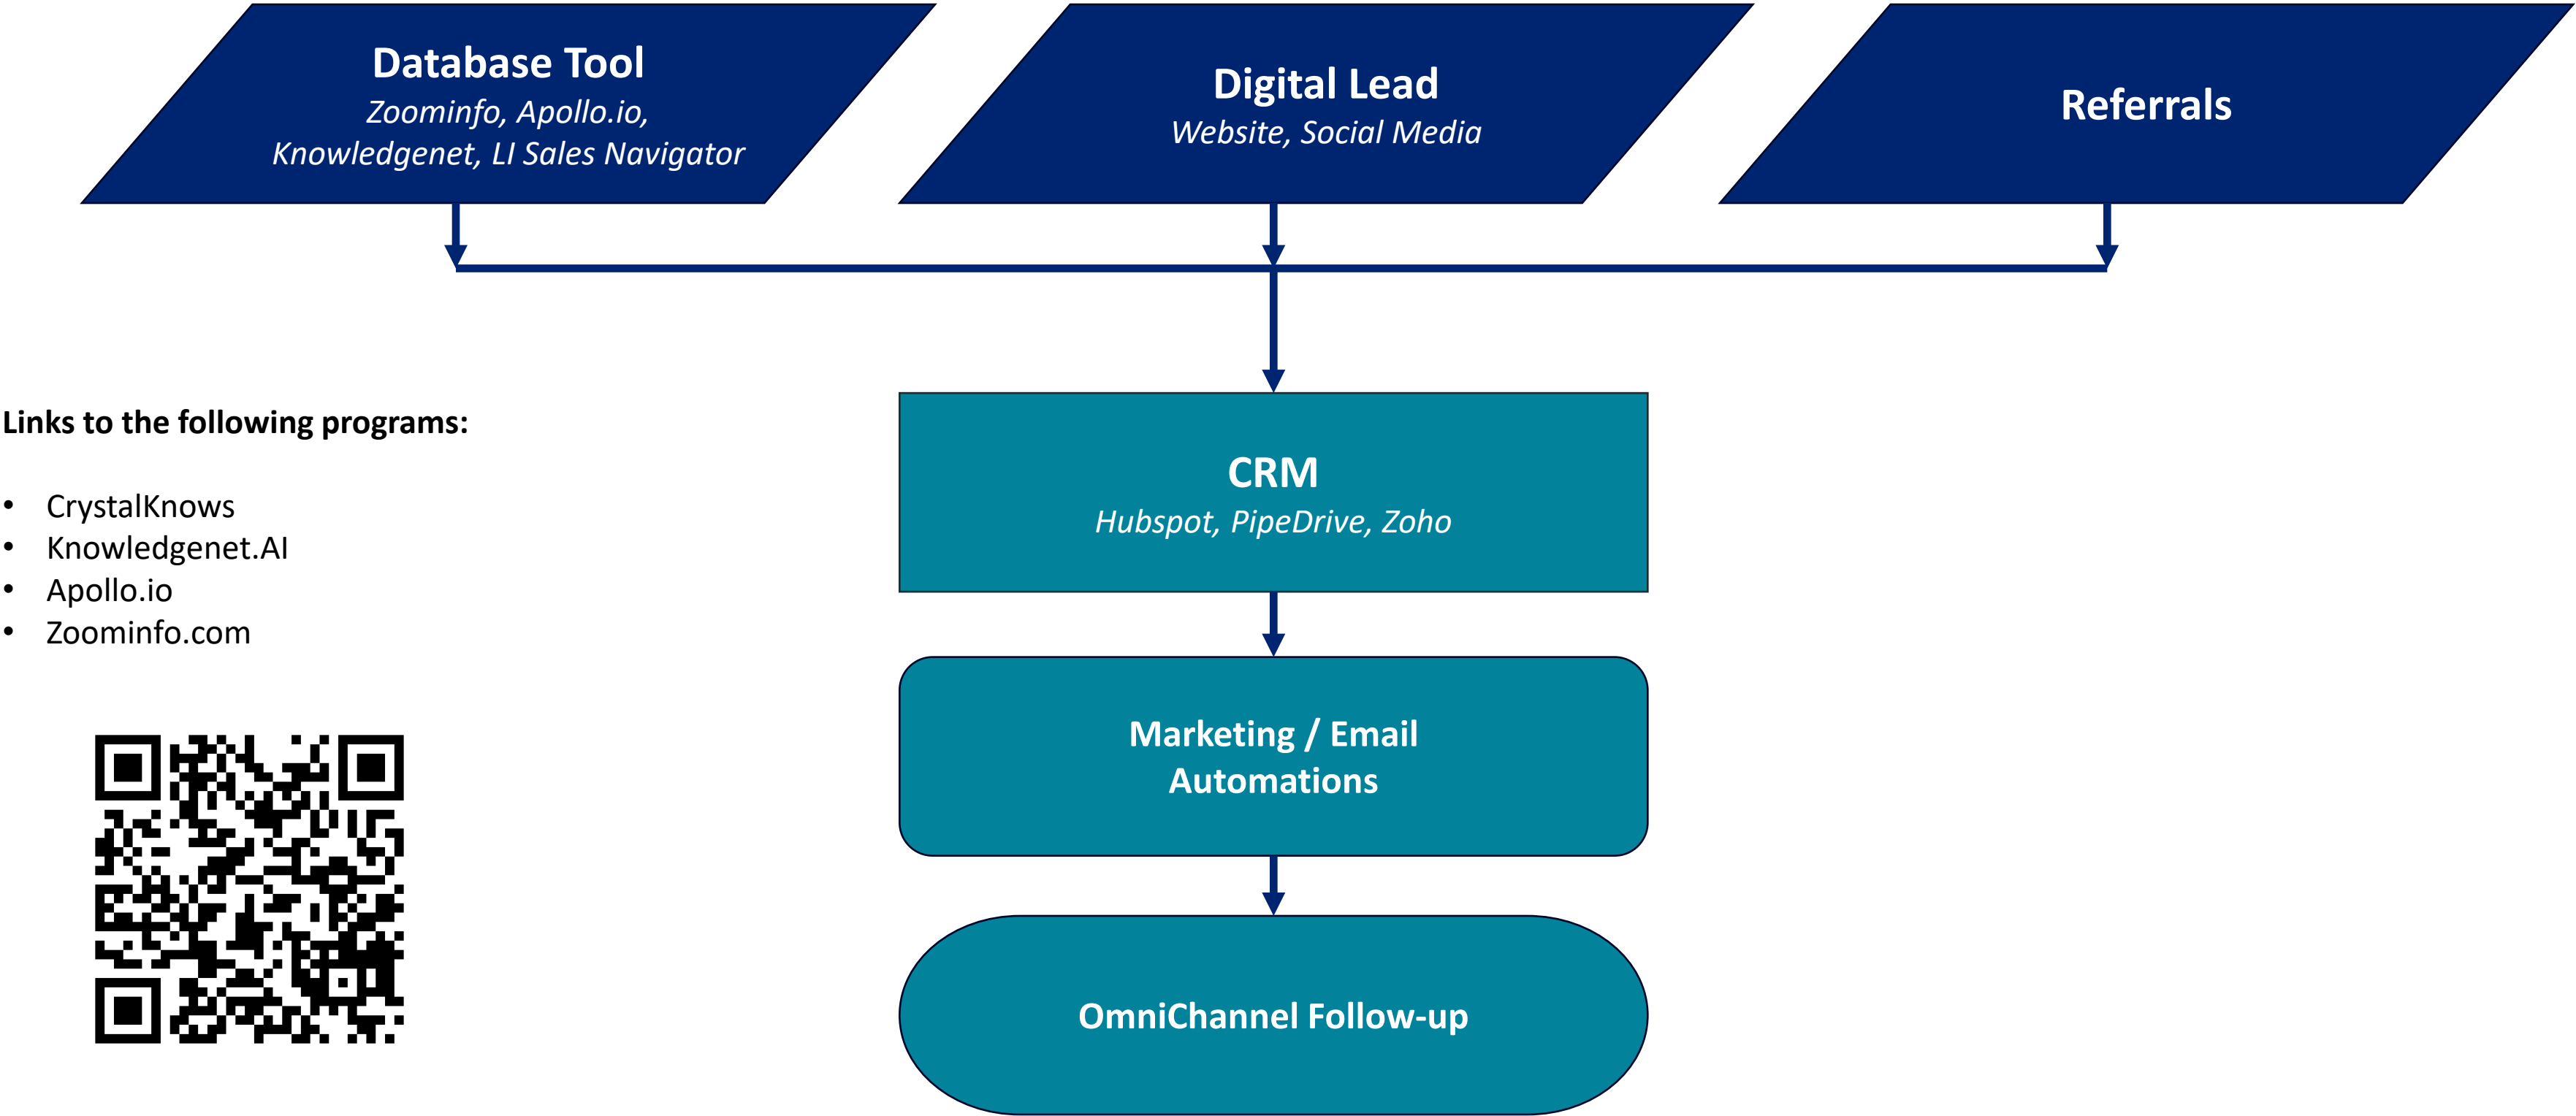 Database Tool
Zoominfo, Apollo.io,
Knowledgenet, LI Sales Navigator
Digital Lead
Website, Social Media
Referrals
Links to the following programs:
• CrystalKnows
• Knowledgenet.AI
• Apollo.io
• Zoominfo.com
CRM
Hubspot, PipeDrive, Zoho
Marketing / Email
Automations
OmniChannel Follow-up